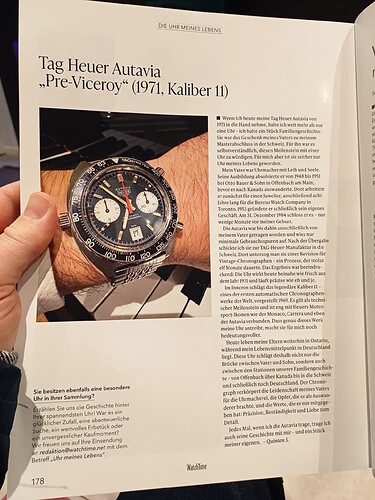 DIE UHR MEINES LEBENS
Tag Heuer Autavia
„Pre-Viceroy“ (1971, Kaliber 11)
■ Wenn ich heute meine Tag Heuer Autavia von
1971 in die Hand nehme, halte ich weit mehr als nur
eine Uhr – ich halte ein Stück Familiengeschichte.
Sie war das Geschenk meines Vaters zu meinem
Masterabschluss in der Schweiz. Für ihn war es
selbstverständlich, diesen Meilenstein mit einer
Uhr zu würdigen. Für mich aber ist sie seither zur
Uhr meines Lebens geworden.
Mein Vater war Uhrmacher mit Leib und Seele.
Seine Ausbildung absolvierte er von 1948 bis 1951
bei Otto Bauer & Sohn in Offenbach am Main,
bevor er nach Kanada auswanderte. Dort arbeitete
er zunächst für einen Juwelier, anschließend acht
Jahre lang für die Bereus Watch Company in
Toronto. 1965 gründete er schließlich sein eigenes
Geschäft. Am 31. Dezember 1984 schloss er es – nur
wenige Monate vor meiner Geburt.
Die Autavia war bis dahin ausschließlich von
meinem Vater getragen worden und wies nur
minimale Gebrauchsspuren auf. Nach der Übergabe
schickte ich sie zur TAG-Heuer-Manufaktur in die
Schweiz. Dort unterzog man sie einer Revision für
Vintage-Chronographen – ein Prozess, der stolze
elf Monate dauerte. Das Ergebnis war beeindru-
ckend: Die Uhr wirkt heute beinahe wie frisch aus
dem Jahr 1971 und läuft präzise wie eh und je.
Im Inneren schlägt das legendäre Kaliber 11 –
eines der ersten automatischen Chronographen-
werke der Welt, vorgestellt 1969. Es gilt als techni-
scher Meilenstein und ist eng mit Heuers Motor-
sport-Ikonen wie der Monaco, Carrera und eben
der Autavia verbunden. Dass genau dieses Werk
meine Uhr antreibt, macht sie für mich noch
bedeutungsvoller.
Heute leben meine Eltern weiterhin in Ontario,
während mein Lebensmittelpunkt in Deutschland
liegt. Diese Uhr schlägt deshalb nicht nur die
Brücke zwischen Vater und Sohn, sondern auch
zwischen den Stationen unserer Familiengeschich-
te – von Offenbach über Kanada bis in die Schweiz
und schließlich nach Deutschland. Der Chrono-
graph verkörpert die Leidenschaft meines Vaters
für die Uhrmacherei, die Opfer, die er als Auswan-
derer brachte, und die Werte, die er mir mitgege-
ben hat: Präzision, Beständigkeit und Liebe zum
Detail.
Jedes Mal, wenn ich die Autavia trage, trage ich
auch seine Geschichte mit mir – und ein Stück
meiner eigenen. – Quinten S.
Sie besitzen ebenfalls eine besondere
Uhr in Ihrer Sammlung?
Erzählen Sie uns die Geschichte hinter
Ihrer spannendsten Uhr! War es ein
glücklicher Zufall, eine abenteuerliche
Suche, ein wertvolles Erbstück oder
ein unvergesslicher Kaufmoment?
Wir freuen uns auf Ihre Einsendung
an redaktion@watchtime.net mit dem
Betreff „Uhr meines Lebens“.
WatchTime
178